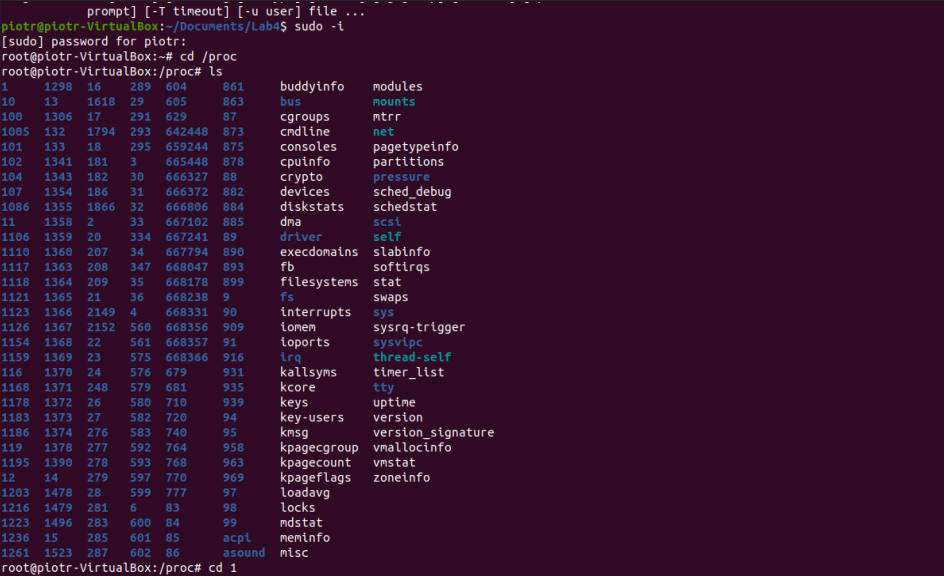 prompt] [-T timeout] [-u user] file ...
piotr@piotr-VirtualBox:~/Documents/Lab4$ sudo -i
[sudo] password for piotr:
root@piotr-VirtualBox:~# cd /proc
root@piotr-VirtualBox:/proc# ls
1 1298 16 289 604 861 buddyinfo modules
10 13 1618 29 605 863 bus mounts
100 1306 17 291 629 87 cgroups mtrr
1005 132 1794 293 642448 873 cmdline net
101 133 18 295 659244 875 consoles pagetypeinfo
102 1341 181 3 665448 878 cpuinfo partitions
104 1343 182 30 666327 88 crypto pressure
107 1354 186 31 666372 882 devices sched_debug
1086 1355 1866 32 666806 884 diskstats schedstat
11 1358 2 33 667102 885 dma scsi
1106 1359 20 334 667241 89 driver self
1110 1360 207 34 667794 890 execdomains slabinfo
1117 1363 208 347 668047 893 fb softirqs
1118 1364 209 35 668178 899 filesystems stat
1121 1365 21 36 668238 9 fs swaps
1123 1366 2149 4 668331 90 interrupts sys
1126 1367 2152 560 668356 909 iomem sysrq-trigger
1154 1368 22 561 668357 91 ioports sysvipc
1159 1369 23 575 668366 916 irq thread-self
116 1370 24 576 679 931 kallsyms timer_list
1168 1371 248 579 681 935 kcore tty
1178 1372 26 580 710 939 keys uptime
1183 1373 27 582 720 94 key-users version
1186 1374 276 583 740 95 kmsg version_signature
119 1378 277 592 764 958 kpagecgroup vmallocinfo
1195 1390 278 593 768 963 kpagecount vmstat
12 14 279 597 770 969 kpageflags zoneinfo
1203 1478 28 599 777 97 loadavg
1216 1479 281 6 83 98 locks
1223 1496 283 600 84 99 mdstat
1236 15 285 601 85 acpi meminfo
1261 1523 287 602 86 asound misc
root@piotr-VirtualBox:/proc# cd 1